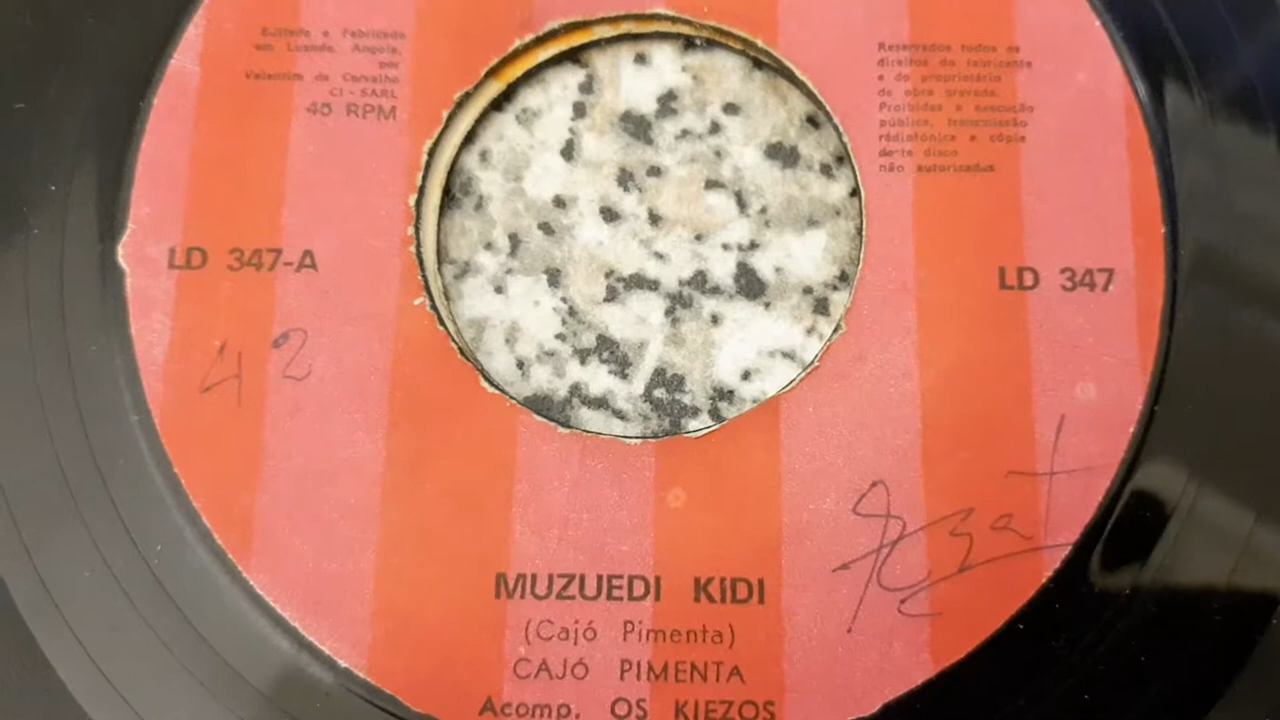 Editado e Fabricado
em Luanda, Angola,
por
Valentim de Carvalho
CI - SARL
45 RPM
Reservados todos os
direitos do fabricante
e do proprietário
da obra gravada.
Proibidas a execução
pública, transmissão
rádiofónica e cópia
deste disco
não autorizadas
LD 347-A
LD 347
42
MUZUEDI KIDI
(Cajó Pimenta)
CAJÓ PIMENTA
Acomp. OS KIEZOS